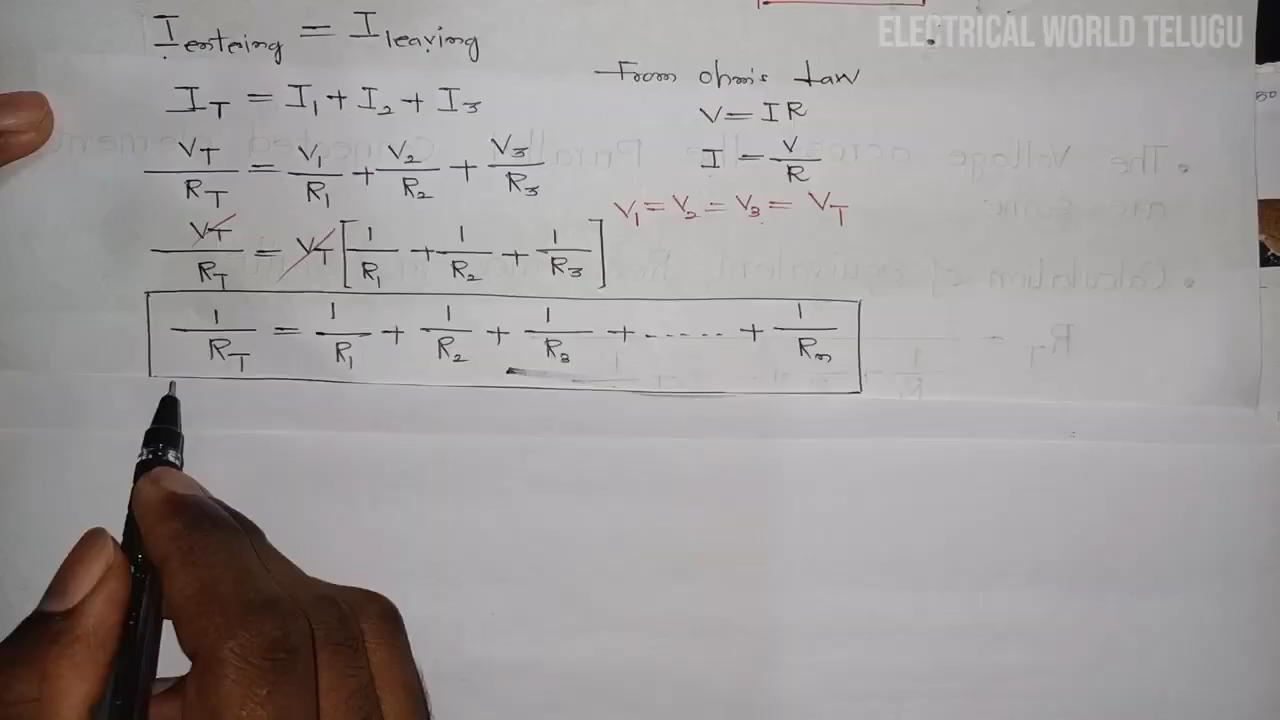 ELECTRICAL WORLD TELUGU
I entering = I leaving
From ohm's Law
I_T = I_1 + I_2 + I_3
V = IR
V_T/R_T = V_1/R_1 + V_2/R_2 + V_3/R_3
I = V/R
V_1 = V_2 = V_3 = V_T
V_T/R_T = V_T [1/R_1 + 1/R_2 + 1/R_3]
1/R_T = 1/R_1 + 1/R_2 + 1/R_3 + ...... + 1/R_n